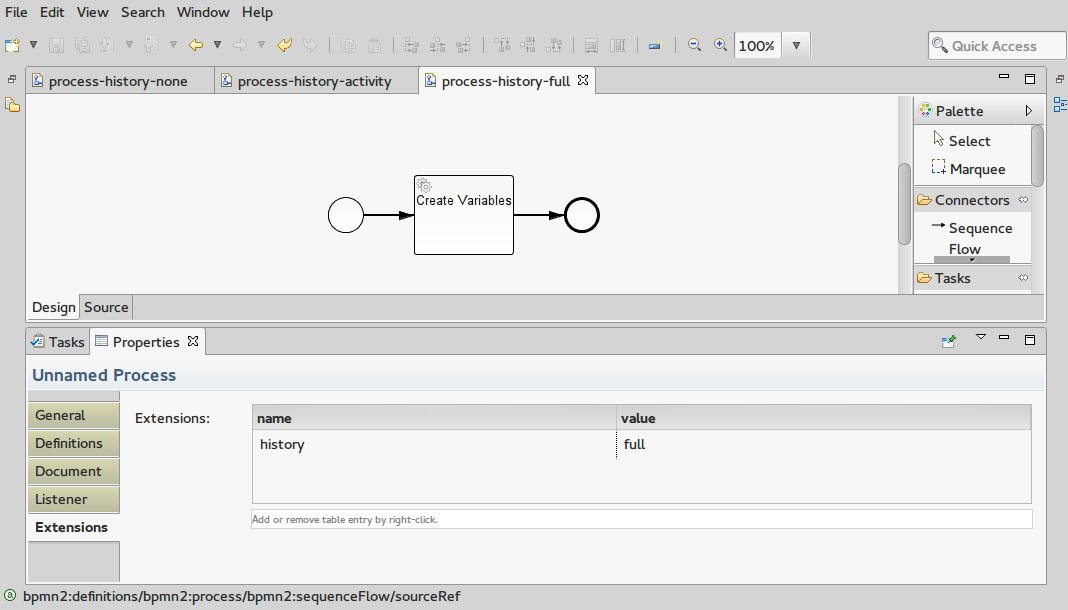 File Edit View Search Window Help
100% Quick Access
process-history-none process-history-activity process-history-full
Palette
Select
Marquee
Connectors
Sequence
Flow
Tasks
Create Variables
Design Source
Tasks Properties
Unnamed Process
General
Definitions
Document
Listener
Extensions
Extensions:
name value
history full
Add or remove table entry by right-click.
bpmn2:definitions/bpmn2:process/bpmn2:sequenceFlow/sourceRef